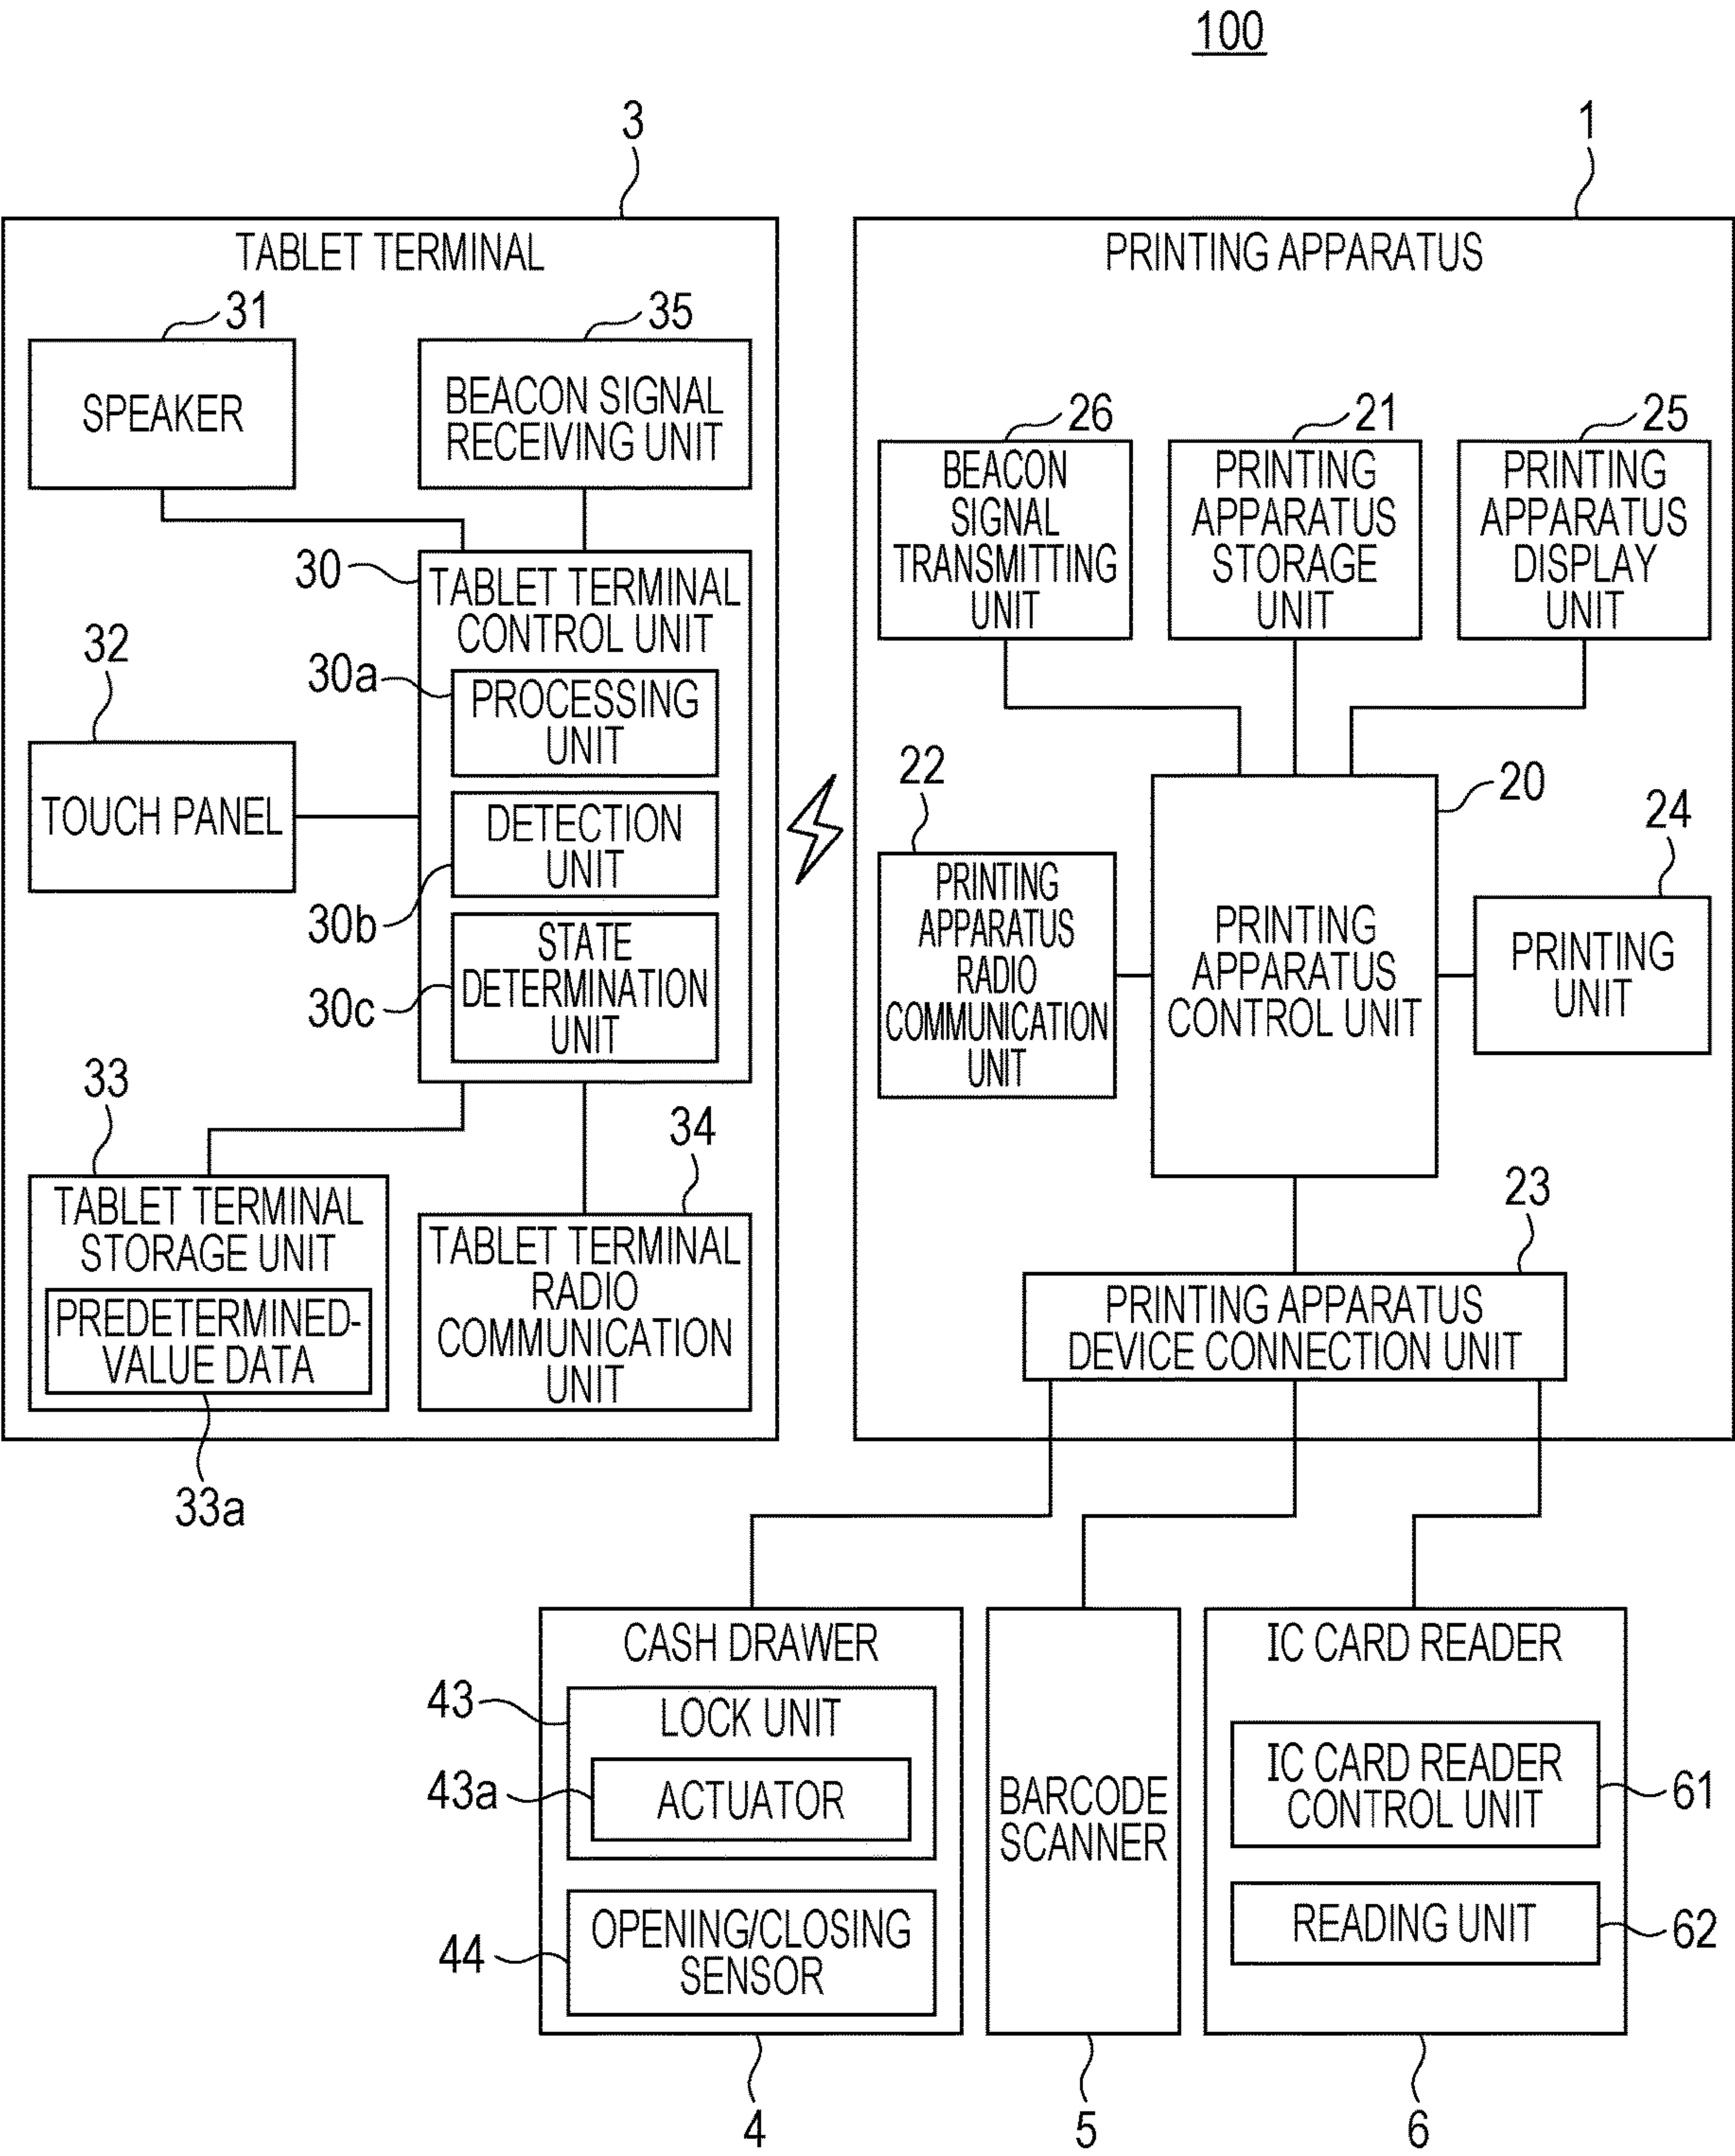 100
3
1
TABLET TERMINAL
31
35
SPEAKER
BEACON SIGNAL
RECEIVING UNIT
30
TABLET TERMINAL
CONTROL UNIT
32
30a
PROCESSING
UNIT
TOUCH PANEL
DETECTION
UNIT
30b
STATE
DETERMINATION
UNIT
30c
33
34
TABLET TERMINAL
STORAGE UNIT
PREDETERMINED-
VALUE DATA
33a
TABLET TERMINAL
RADIO
COMMUNICATION
UNIT
PRINTING APPARATUS
26
21
25
BEACON
SIGNAL
TRANSMITTING
UNIT
PRINTING
APPARATUS
STORAGE
UNIT
PRINTING
APPARATUS
DISPLAY
UNIT
22
20
24
PRINTING
APPARATUS
RADIO
COMMUNICATION
UNIT
PRINTING
APPARATUS
CONTROL UNIT
PRINTING
UNIT
23
PRINTING APPARATUS
DEVICE CONNECTION UNIT
CASH DRAWER
43
LOCK UNIT
43a
ACTUATOR
44
OPENING/CLOSING
SENSOR
4
BARCODE
SCANNER
5
IC CARD READER
IC CARD READER
CONTROL UNIT
61
READING UNIT
62
6